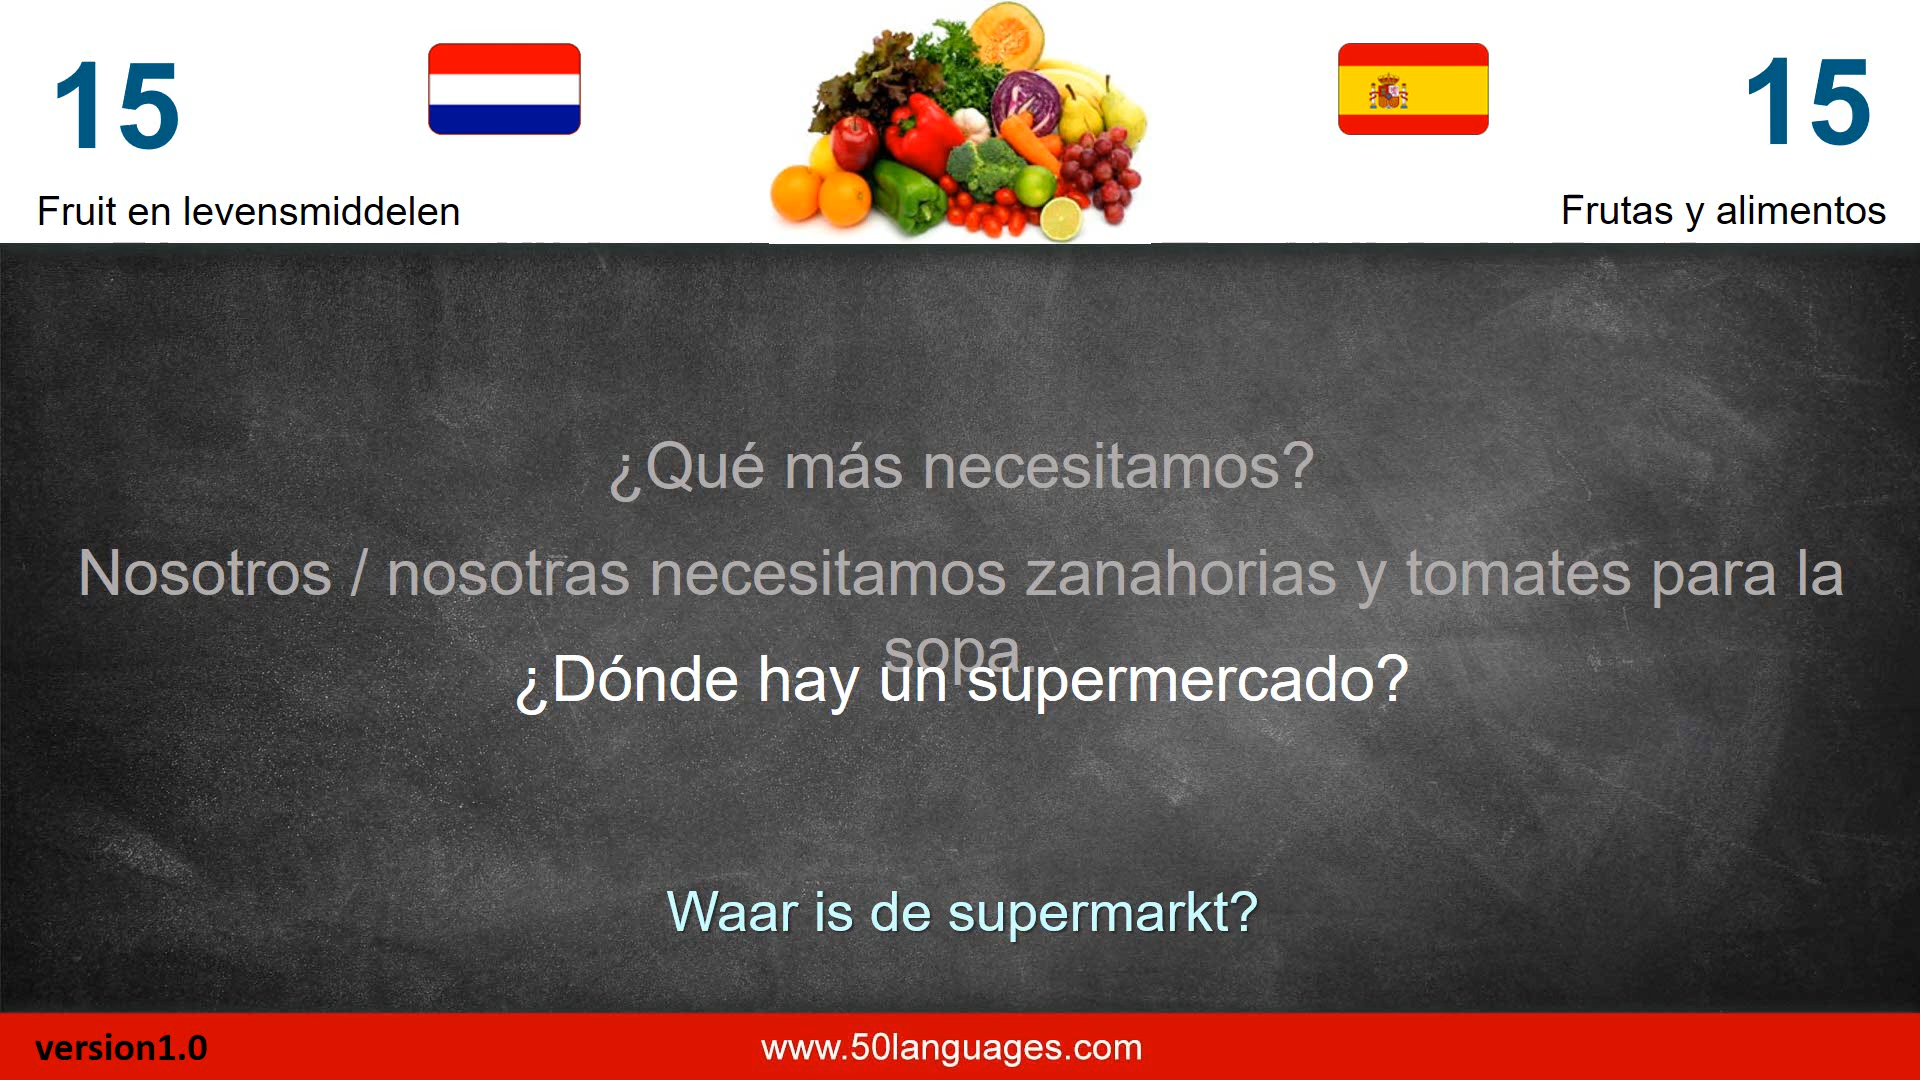 15
15
Fruit en levensmiddelen
Frutas y alimentos
¿Qué más necesitamos?
Nosotros / nosotras necesitamos zanahorias y tomates para la
sopa.
¿Dónde hay un supermercado?
Waar is de supermarkt?
version1.0
www.50languages.com